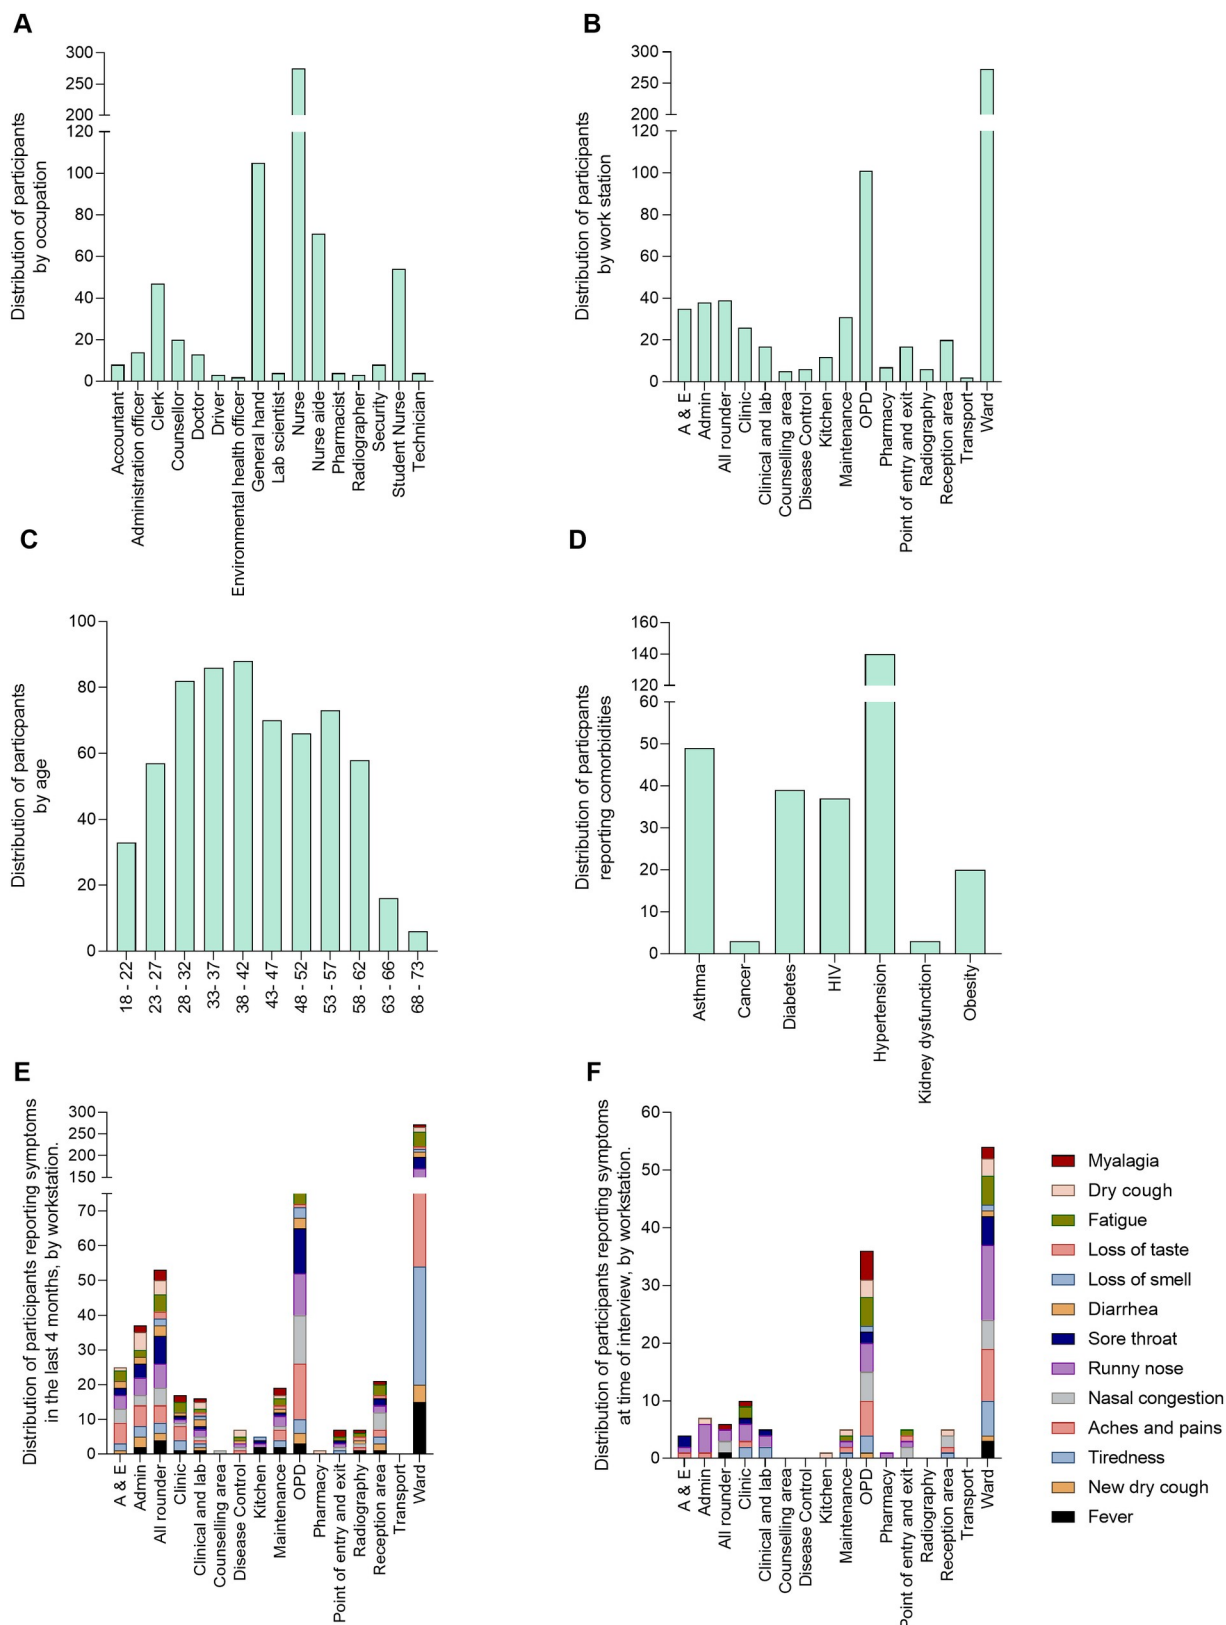 A
Distribution of participants
by occupation
300
250
200
120
100
80
60
40
20
0
Accountant
Administration officer
Clerk
Counsellor
Doctor
Driver
Environmental health officer
General hand
Lab scientist
Nurse
Nurse aide
Pharmacist
Radiographer
Security
Student Nurse
Technician
B
Distribution of participants
by work station
300
250
200
120
100
80
60
40
20
0
A & E
Admin
All rounder
Clinic
Clinical and lab
Counselling area
Disease Control
Kitchen
Maintenance
OPD
Pharmacy
Point of entry and exit
Radiography
Reception area
Transport
Ward
C
Distribution of particpants
by age
100
80
60
40
20
0
18 - 22
23 - 27
28 - 32
33- 37
38 - 42
43- 47
48 - 52
53 - 57
58 - 62
63 - 66
68 - 73
D
Distribution of particpants
reporting comorbidities
160
140
120
60
50
40
30
20
10
0
Asthma
Cancer
Diabetes
HIV
Hypertension
Kidney dysfunction
Obesity
E
Distribution of participants reporting symptoms
in the last 4 months, by workstation.
300
250
200
150
70
60
50
40
30
20
10
0
A & E
Admin
All rounder
Clinic
Clinical and lab
Counselling area
Disease Control
Kitchen
Maintenance
OPD
Pharmacy
Point of entry and exit
Radiography
Reception area
Transport
Ward
F
Distribution of participants reporting symptoms
at time of interview, by workstation.
60
50
40
30
20
10
0
A & E
Admin
All rounder
Clinic
Clinical and lab
Counselling area
Disease Control
Kitchen
Maintenance
OPD
Pharmacy
Point of entry and exit
Radiography
Reception area
Transport
Ward
Myalagia
Dry cough
Fatigue
Loss of taste
Loss of smell
Diarrhea
Sore throat
Runny nose
Nasal congestion
Aches and pains
Tiredness
New dry cough
Fever